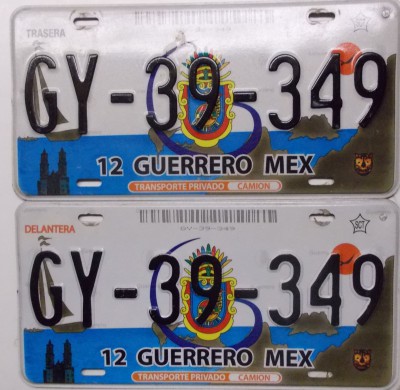 TRASERA
GY-39-349
12 GUERRERO MEX
TRANSPORTE PRIVADO CAMION
DELANTERA
SCT
GY-39-349
GY-39-349
12 GUERRERO MEX
TRANSPORTE PRIVADO CAMION